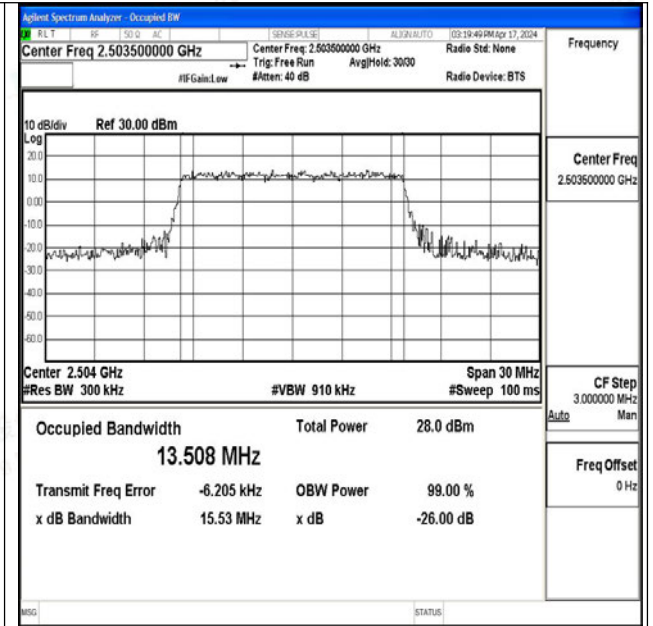 Agilent Spectrum Analyzer - Occupied BW
RLT RF 50 Ω AC SENSE:PULSE ALIGN AUTO 03:19:49 PM Apr 17, 2024
Center Freq 2.503500000 GHz Center Freq: 2.503500000 GHz Radio Std: None
Trig: Free Run Avg|Hold: 30/30
#IFGain:Low #Atten: 40 dB Radio Device: BTS
Frequency
10 dB/div Ref 30.00 dBm
Log
20.0
10.0
0.00
-10.0
-20.0
-30.0
-40.0
-50.0
-60.0
Center 2.504 GHz Span 30 MHz
#Res BW 300 kHz #VBW 910 kHz #Sweep 100 ms
Occupied Bandwidth Total Power 28.0 dBm
13.508 MHz
Transmit Freq Error -6.205 kHz OBW Power 99.00 %
x dB Bandwidth 15.53 MHz x dB -26.00 dB
Center Freq
2.503500000 GHz
CF Step
3.000000 MHz
Auto Man
Freq Offset
0 Hz
MSG STATUS